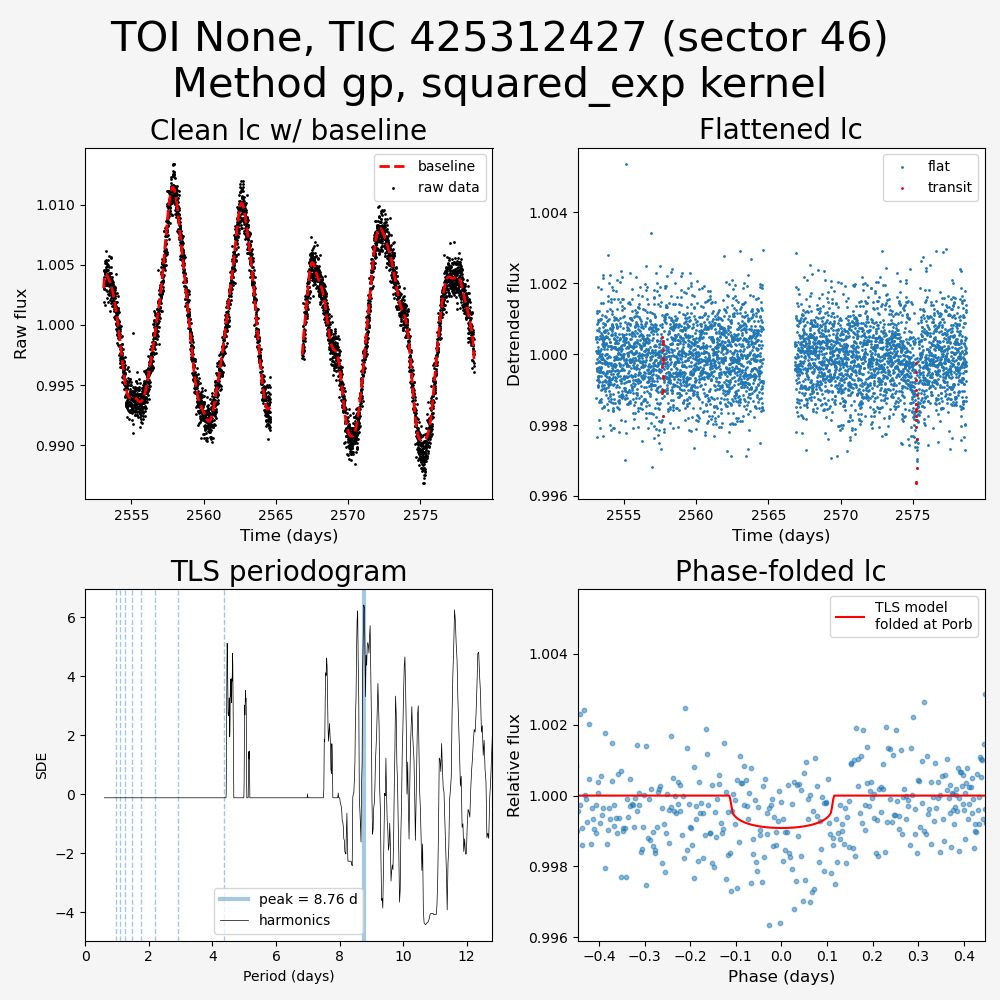 TOI None, TIC 425312427 (sector 46)
Method gp, squared_exp kernel
Clean lc w/ baseline
baseline
raw data
1.010
1.005
1.000
0.995
0.990
Raw flux
2555 2560 2565 2570 2575
Time (days)
Flattened lc
flat
transit
1.004
1.002
1.000
0.998
0.996
Detrended flux
2555 2560 2565 2570 2575
Time (days)
TLS periodogram
6
4
2
0
−2
−4
SDE
peak = 8.76 d
harmonics
0 2 4 6 8 10 12
Period (days)
Phase-folded lc
TLS model
folded at Porb
1.004
1.002
1.000
0.998
0.996
Relative flux
−0.4 −0.3 −0.2 −0.1 0.0 0.1 0.2 0.3 0.4
Phase (days)